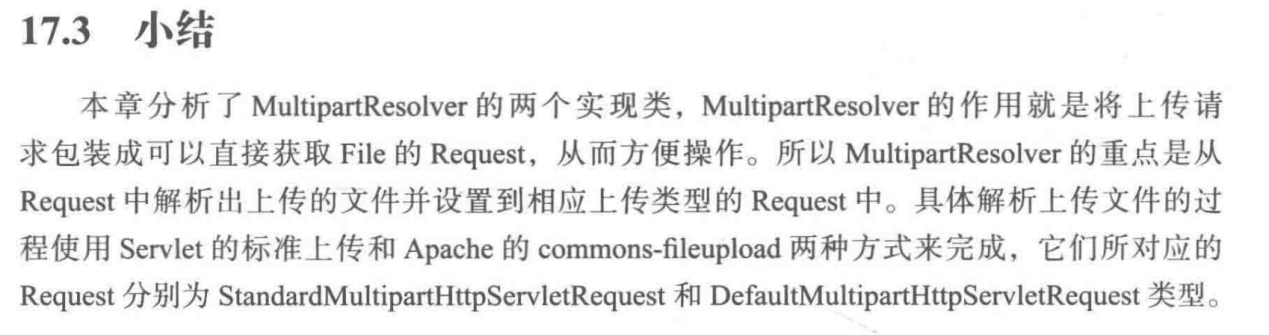 17.3 小结
本章分析了 MultipartResolver 的两个实现类，MultipartResolver 的作用就是将上传请
求包装成可以直接获取 File 的 Request，从而方便操作。所以 MultipartResolver 的重点是从
Request 中解析出上传的文件并设置到相应上传类型的 Request 中。具体解析上传文件的过
程使用 Servlet 的标准上传和 Apache 的 commons-fileupload 两种方式来完成，它们所对应的
Request 分别为 StandardMultipartHttpServletRequest 和 DefaultMultipartHttpServletRequest 类型。